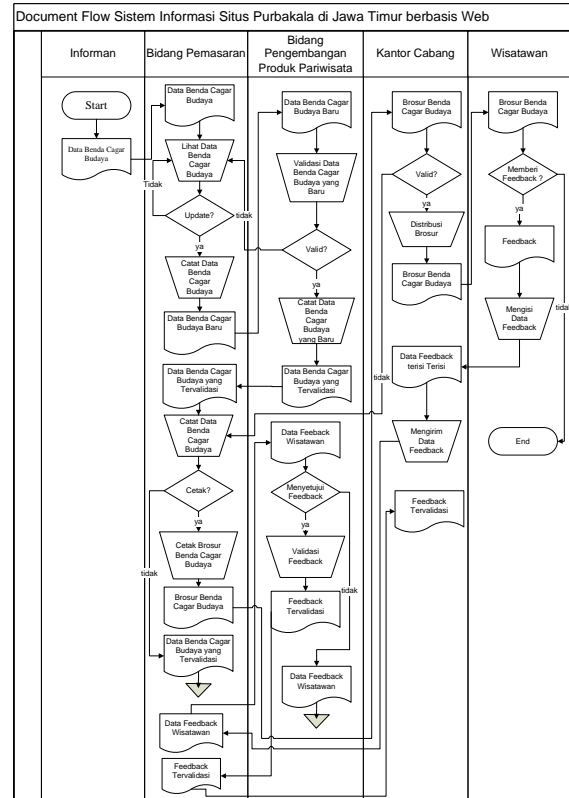 Document Flow Sistem Informasi Situs Purbakala di Jawa Timur berbasis Web
Informan
Bidang Pemasaran
Bidang
Pengembangan
Produk Pariwisata
Kantor Cabang
Wisatawan
Start
Data Benda Cagar
Budaya
Data Benda Cagar
Budaya
Lihat Data
Benda
Cagar
Budaya
Tidak
Update?
tidak
ya
Catat Data
Benda
Cagar
Budaya
Data Benda Cagar
Budaya Baru
Data Benda Cagar
Budaya yang
Tervalidasi
Catat Data
Benda
Cagar
Budaya
Cetak?
ya
tidak
Cetak Brosur
Benda Cagar
Budaya
Brosur Benda
Cagar Budaya
Data Benda Cagar
Budaya yang
Tervalidasi
Data Feedback
Wisatawan
Feedback
Tervalidasi
Data Benda Cagar
Budaya Baru
Validasi Data
Benda Cagar
Budaya yang
Baru
Valid?
ya
Catat Data
Benda
Cagar
Budaya
yang Baru
Data Benda Cagar
Budaya yang
Tervalidasi
Data Feeback
Wisatawan
Menyetujui
Feedback
ya
Validasi
Feedback
tidak
Feedback
Tervalidasi
Data Feedback
Wisatawan
Brosur Benda
Cagar Budaya
Valid?
ya
Distribusi
Brosur
Brosur Benda
Cagar Budaya
tidak
Data Feedback
terisi Terisi
Mengirim
Data
Feedback
Feedback
Tervalidasi
Brosur Benda
Cagar Budaya
Memberi
Feedback ?
ya
Feedback
Mengisi
Data
Feedback
tidak
End